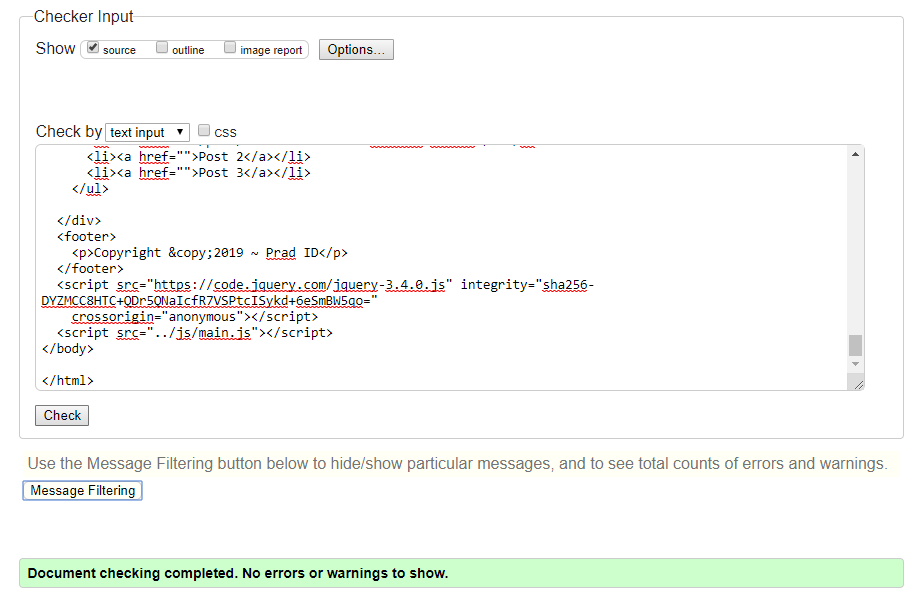 Checker Input
Show source outline image report Options...
Check by text input css
<li><a href="">Post 2</a></li>
<li><a href="">Post 3</a></li>
</ul>
</div>
<footer>
<p>Copyright &copy;2019 ~ Prad ID</p>
</footer>
<script src="https://code.jquery.com/jquery-3.4.0.js" integrity="sha256-
DYZMCC8HTC+QDr5QNaIcfR7VSPtcISykd+6eSmBW5qo="
crossorigin="anonymous"></script>
<script src="../js/main.js"></script>
</body>
</html>
Check
Use the Message Filtering button below to hide/show particular messages, and to see total counts of errors and warnings.
Message Filtering
Document checking completed. No errors or warnings to show.